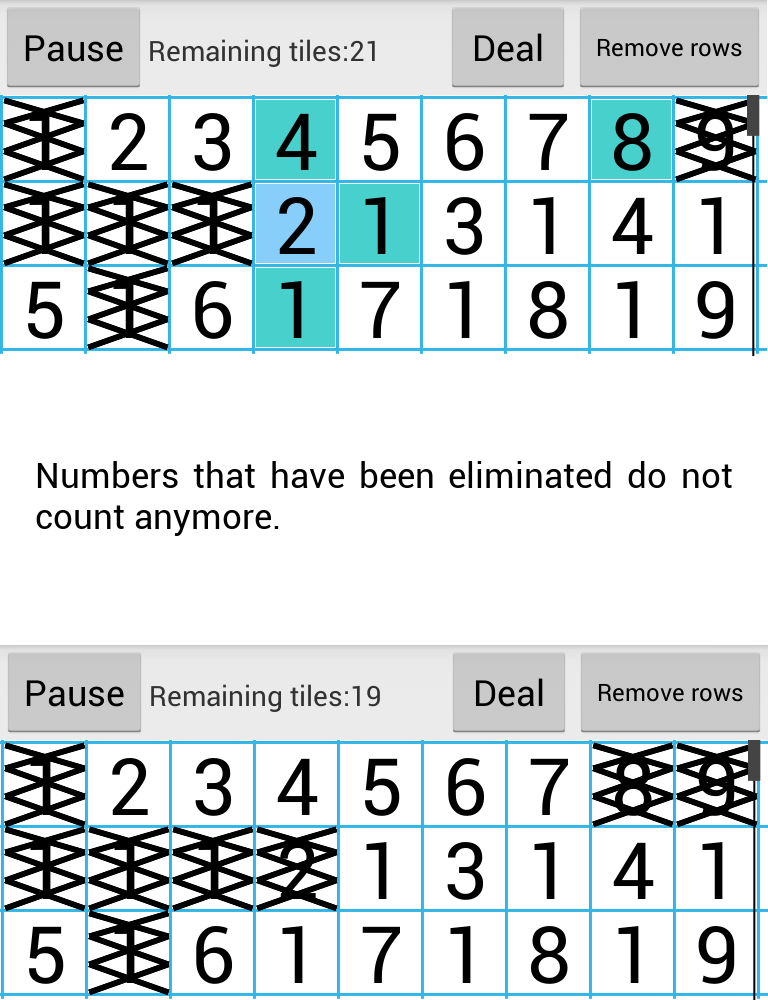 Pause Remaining tiles:21 Deal Remove rows
1 2 3 4 5 6 7 8 9
1 1 1 2 1 3 1 4 1
5 1 6 1 7 1 8 1 9
Numbers that have been eliminated do not
count anymore.
Pause Remaining tiles:19 Deal Remove rows
1 2 3 4 5 6 7 8 9
1 1 1 2 1 3 1 4 1
5 1 6 1 7 1 8 1 9